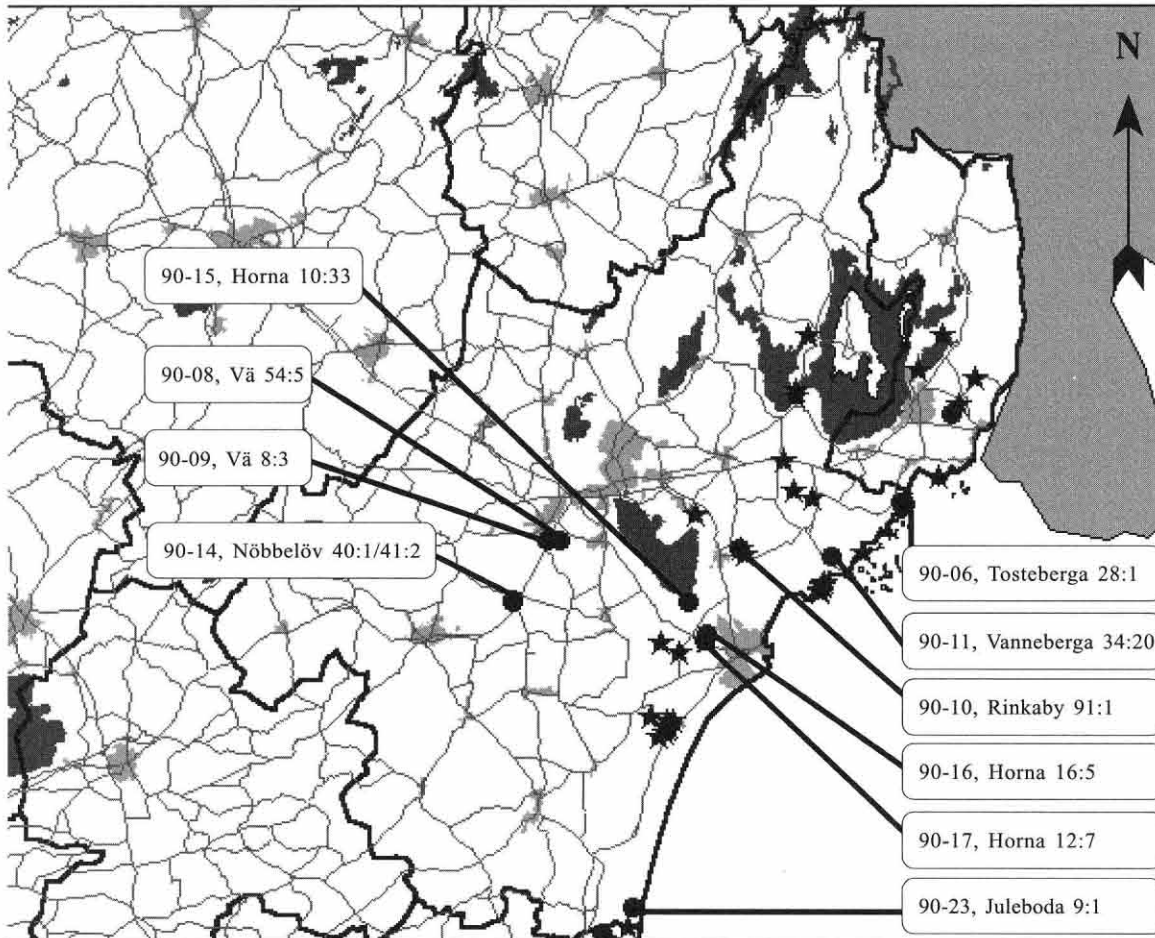 N
90-15, Horna 10:33
90-08, Vä 54:5
90-09, Vä 8:3
90-14, Nöbbelöv 40:1/41:2
90-06, Tosteberga 28:1
90-11, Vanneberga 34:20
90-10, Rinkaby 91:1
90-16, Horna 16:5
90-17, Horna 12:7
90-23, Juleboda 9:1